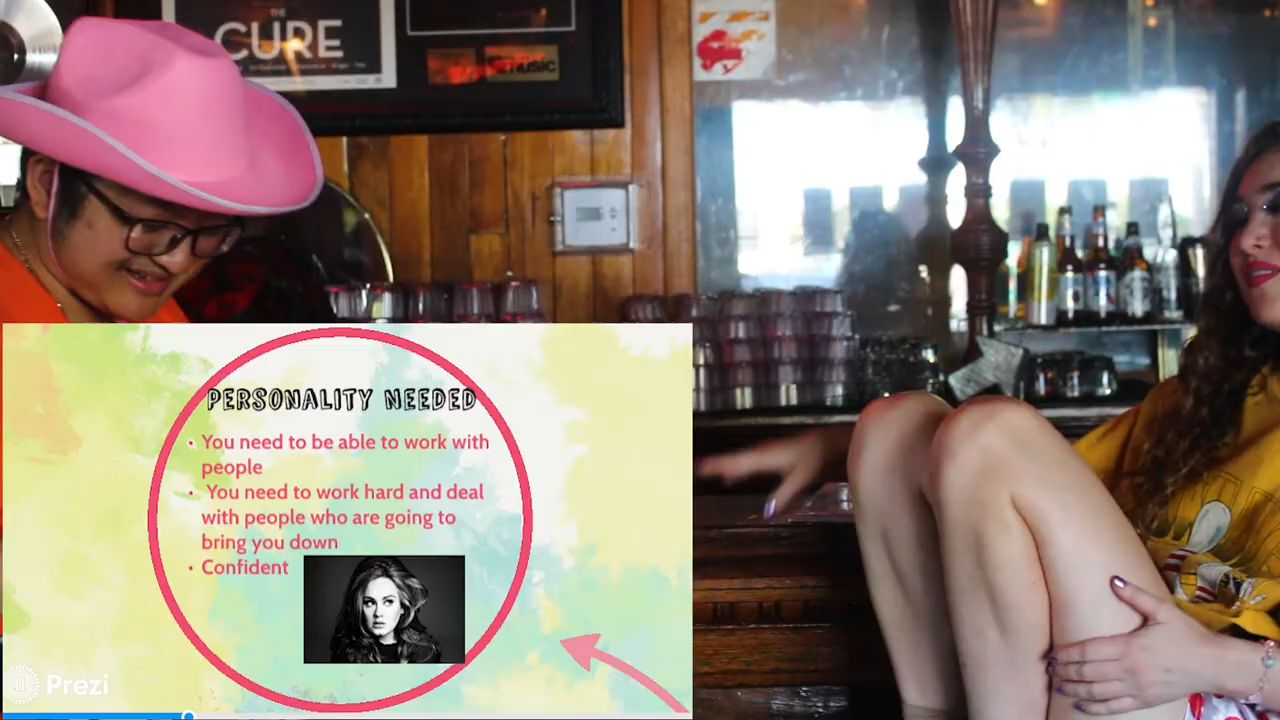 THE
CURE
music
PERSONALITY NEEDED
• You need to be able to work with
people
• You need to work hard and deal
with people who are going to
bring you down
• Confident
Prezi